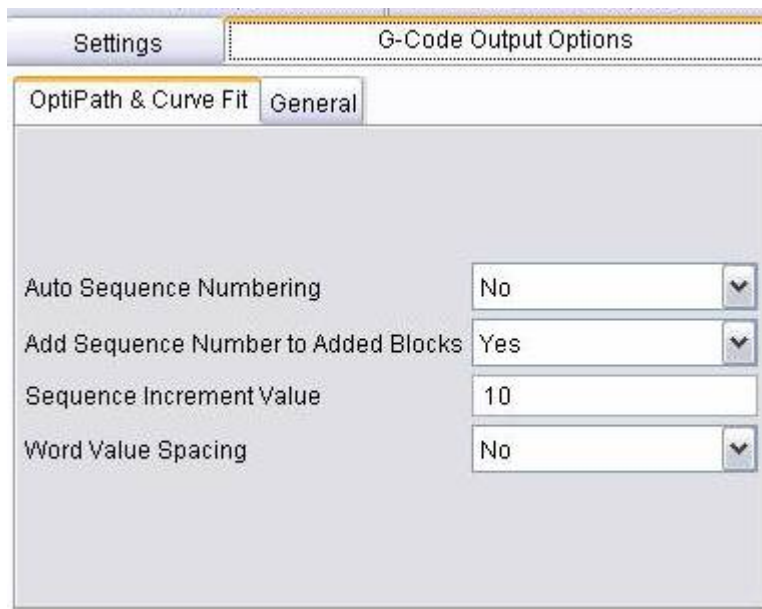 Settings G-Code Output Options
OptiPath & Curve Fit General
Auto Sequence Numbering No
Add Sequence Number to Added Blocks Yes
Sequence Increment Value 10
Word Value Spacing No